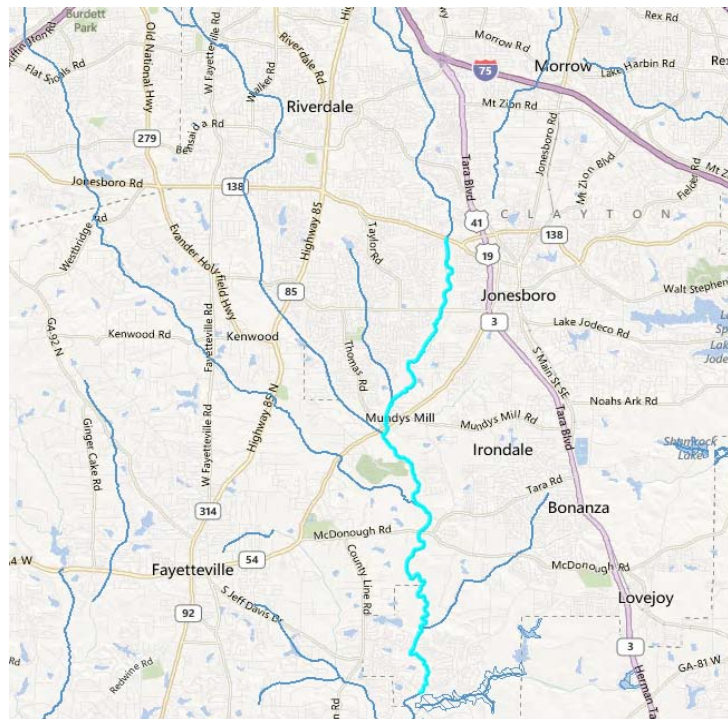 Burdett
Park
Old National Hwy
W Fayetteville Rd
Riverdale Rd
Walker Rd
Flat Shoals Rd
Morrow Rd
Rex Rd
Morrow
Lake Harbin Rd
Rex
75
Riverdale
Mt Zion Rd
Jonesboro Rd
Mt Zion Blvd
Fielder Rd
279
Tara Blvd
Jonesboro Rd
138
Highway 85
41
C L A Y T O N
138
Westbridge Rd
Evander Holyfield Hwy
Taylor Rd
19
Walt Stephens
85
Jonesboro
GA-92 N
Kenwood Rd
Kenwood
Fayetteville Rd
3
Lake Jodeco Rd
Thomas Rd
S Main St SE
Noahs Ark Rd
Highway 85 N
Mundys Mill
Mundys Mill Rd
Tara Blvd
Ginger Cake Rd
W Fayetteville Rd
Irondale
Shamrock
Lake
Tara Rd
314
Bonanza
McDonough Rd
54
County Line Rd
McDonough Rd
Fayetteville
S Jeff Davis Dr
Lovejoy
92
3
Redwine Rd
GA-81 W
Herman Ta